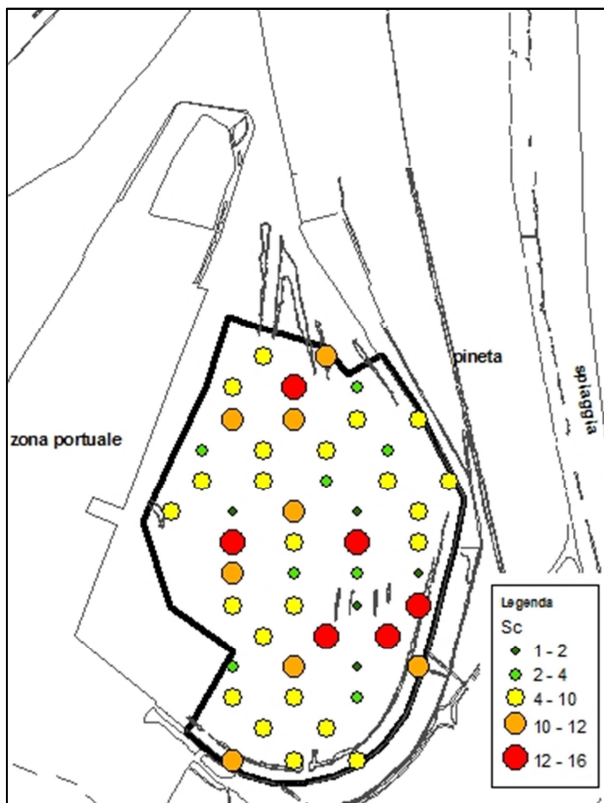 pineta
spiaggia
zona portuale
Legenda
Sc
1 - 2
2 - 4
4 - 10
10 - 12
12 - 16